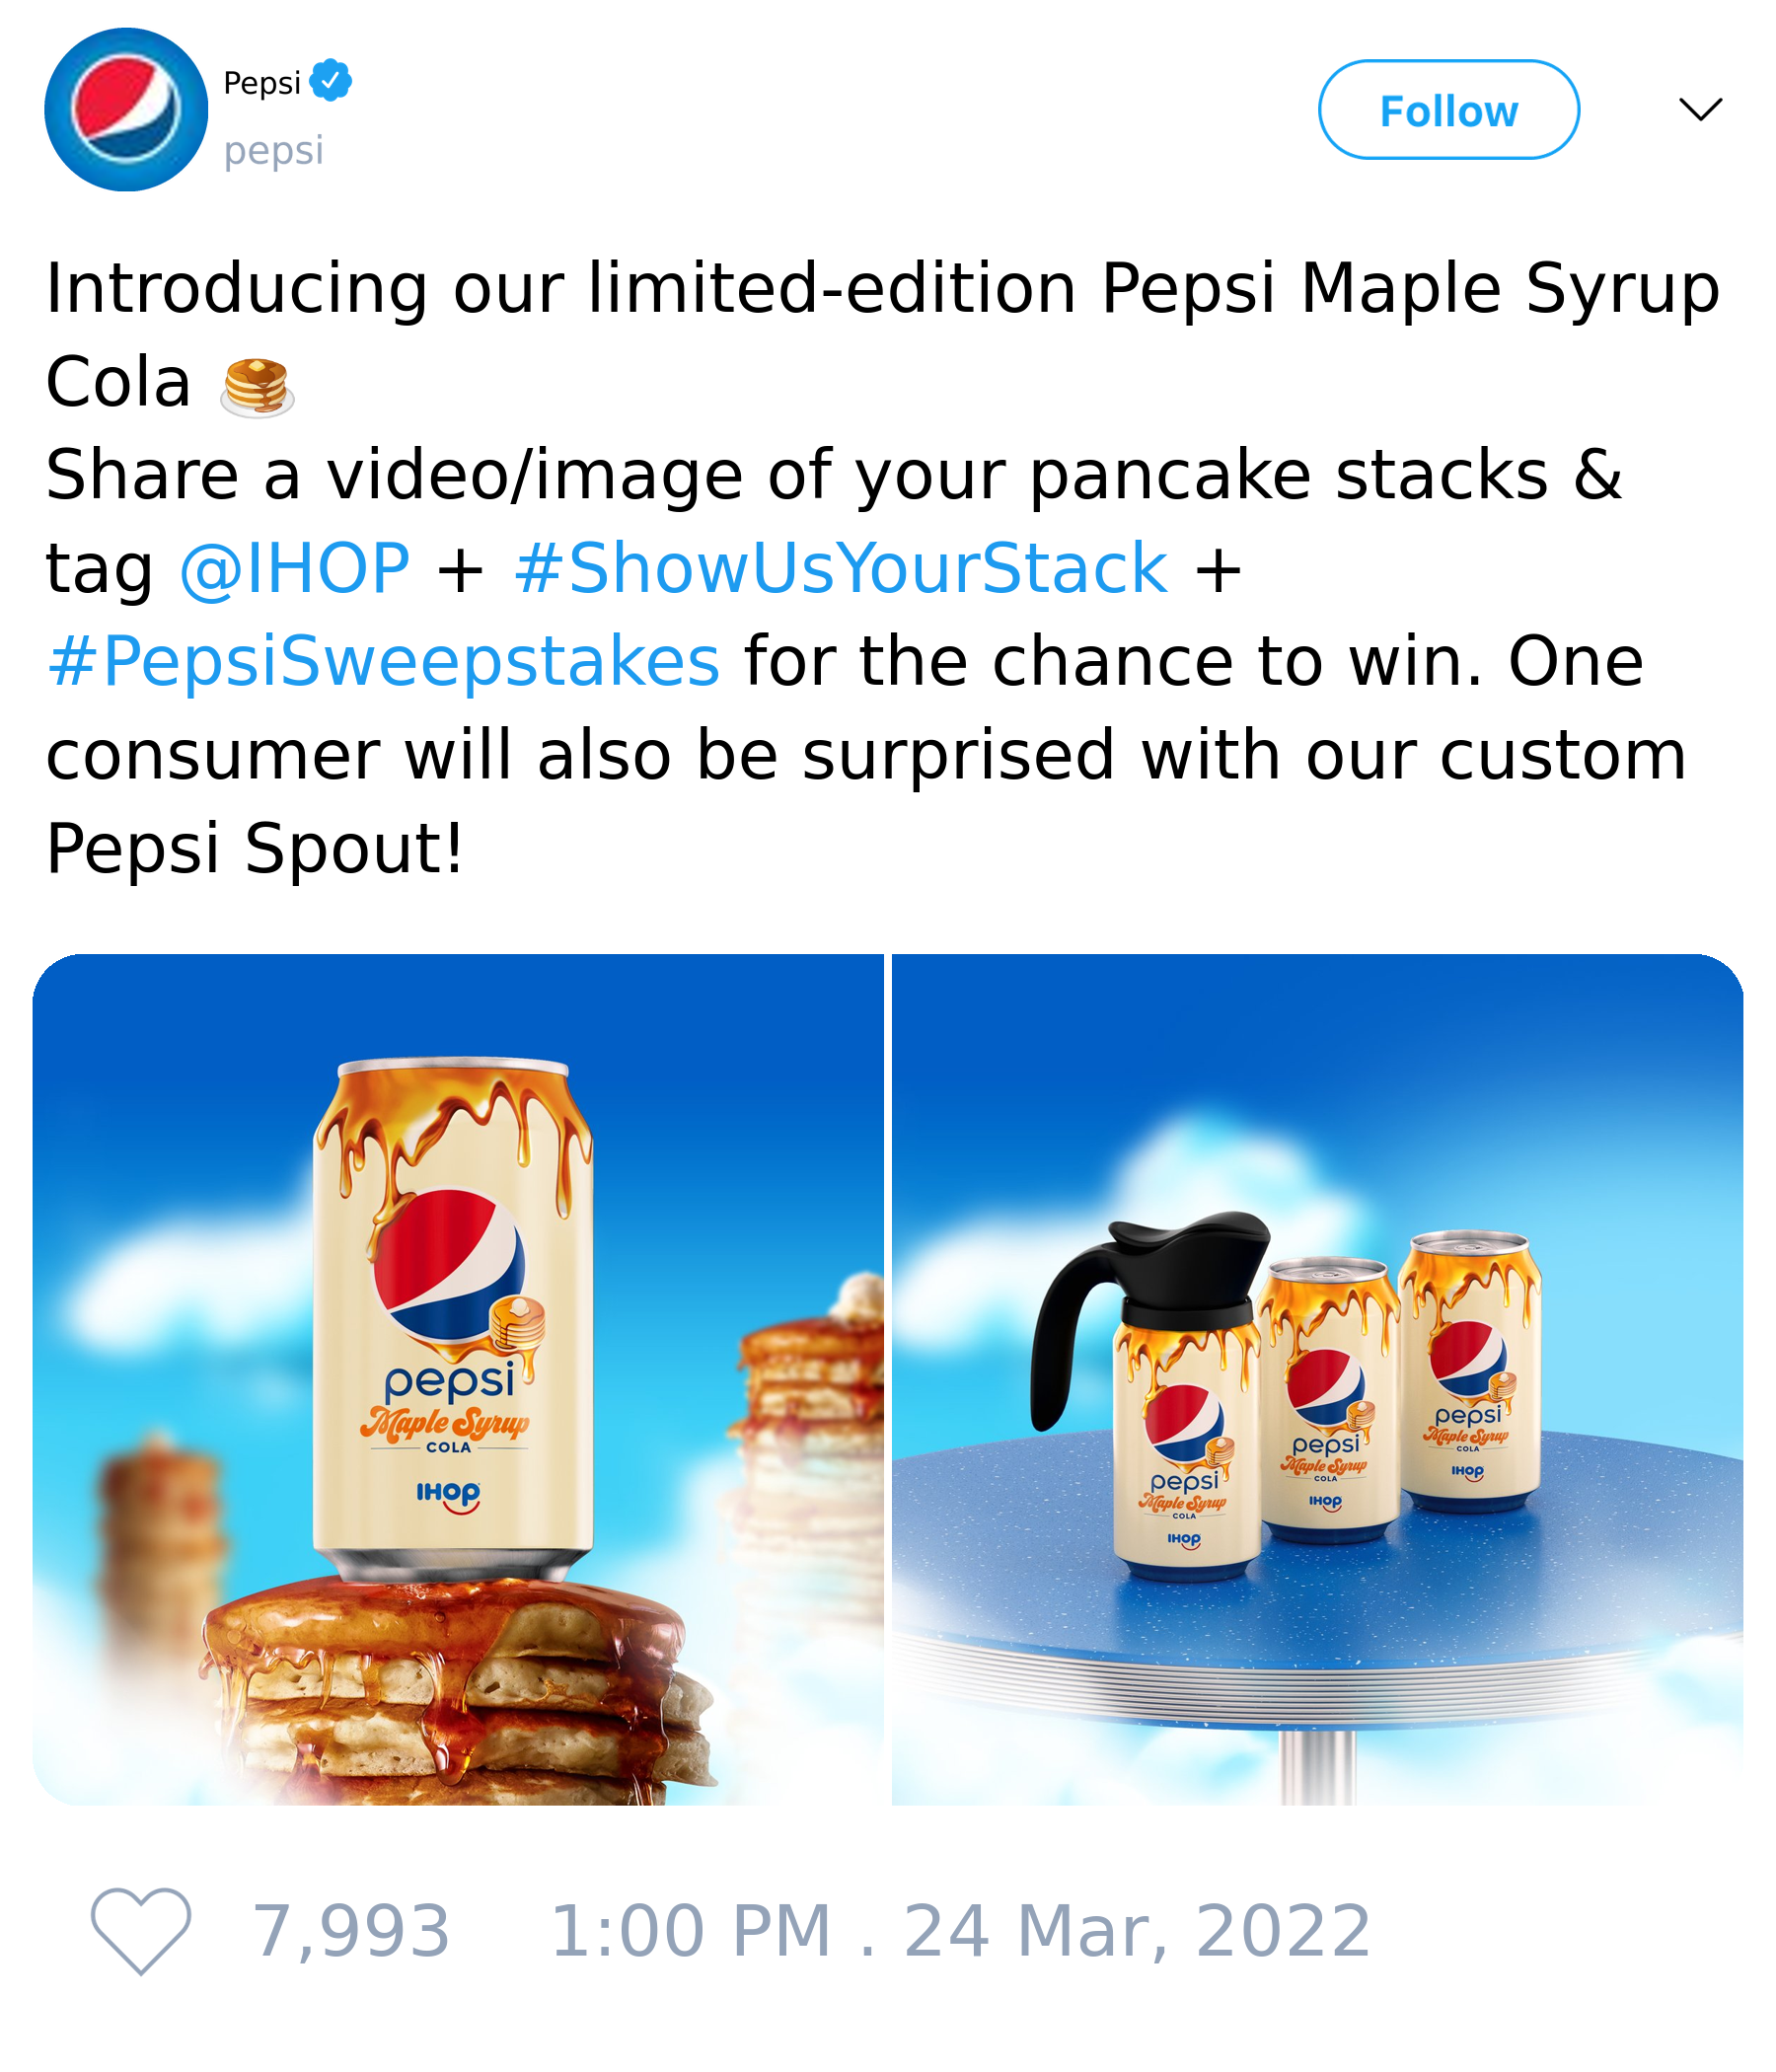 Pepsi
pepsi
Follow
Introducing our limited-edition Pepsi Maple Syrup
Cola 🥞
Share a video/image of your pancake stacks &
tag @IHOP + #ShowUsYourStack +
#PepsiSweepstakes for the chance to win. One
consumer will also be surprised with our custom
Pepsi Spout!
pepsi
Maple Syrup
COLA
IHOP
pepsi
Maple Syrup
COLA
IHOP
pepsi
Maple Syrup
COLA
IHOP
pepsi
Maple Syrup
COLA
IHOP
7,993 1:00 PM . 24 Mar, 2022